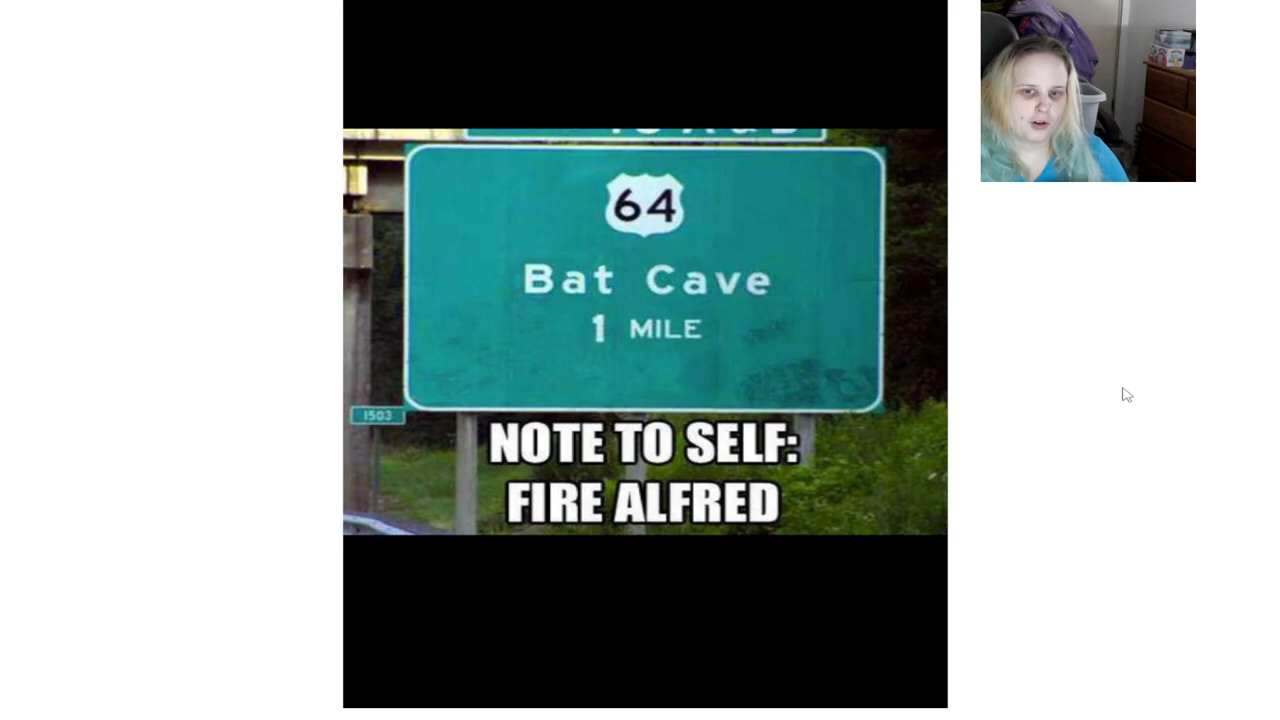 64
Bat Cave
1 MILE
1503
NOTE TO SELF:
FIRE ALFRED